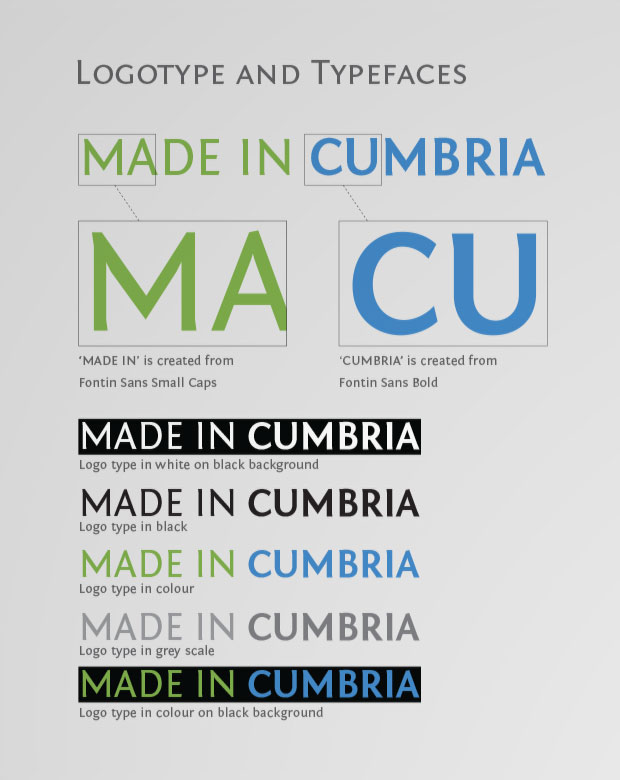 Logotype and Typefaces
MADE IN CUMBRIA
MA CU
'MADE IN' is created from
Fontin Sans Small Caps
'CUMBRIA' is created from
Fontin Sans Bold
MADE IN CUMBRIA
Logo type in white on black background
MADE IN CUMBRIA
Logo type in black
MADE IN CUMBRIA
Logo type in colour
MADE IN CUMBRIA
Logo type in grey scale
MADE IN CUMBRIA
Logo type in colour on black background